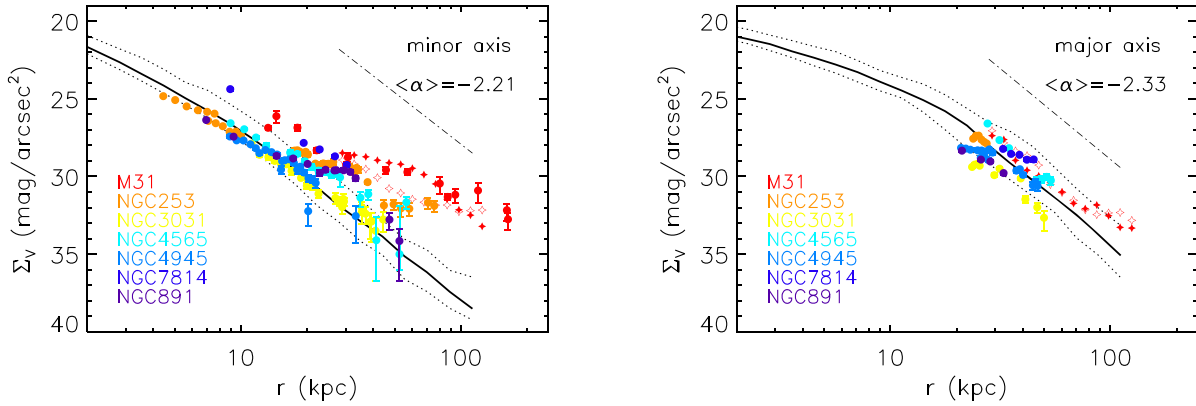 minor axis
<α>=−2.21
20
25
30
35
40
Σ_V (mag/arcsec²)
M31
NGC253
NGC3031
NGC4565
NGC4945
NGC7814
NGC891
10
100
r (kpc)
major axis
<α>=−2.33
20
25
30
35
40
Σ_V (mag/arcsec²)
M31
NGC253
NGC3031
NGC4565
NGC4945
NGC7814
NGC891
10
100
r (kpc)